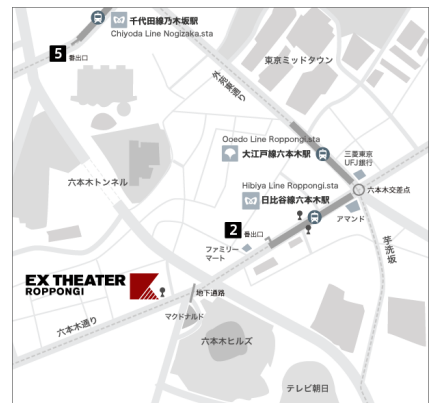 千代田線乃木坂駅
Chiyoda Line Nogizaka.sta
5 番出口
東京ミッドタウン
外苑東通り
Ooedo Line Roppongi.sta
大江戸線六本木駅
三菱東京
UFJ銀行
六本木トンネル
Hibiya Line Roppongi.sta
日比谷線六本木駅
六本木交差点
アマンド
2 番出口
芋洗坂
ファミリー
マート
EX THEATER
ROPPONGI
地下通路
マクドナルド
六本木通り
六本木ヒルズ
テレビ朝日